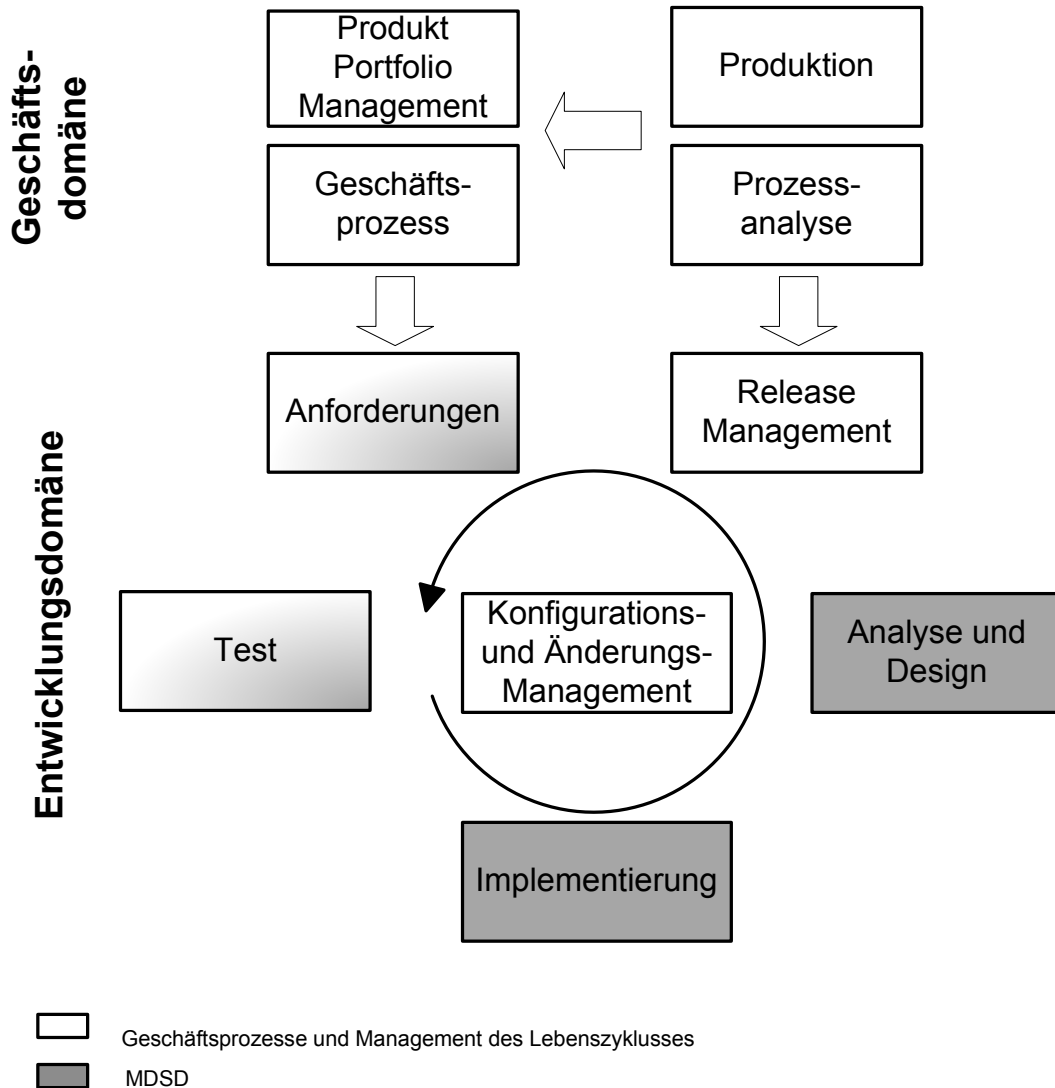 Geschäfts-
domäne
Produkt
Portfolio
Management
Produktion
Geschäfts-
prozess
Prozess-
analyse
Entwicklungsdomäne
Anforderungen
Release
Management
Test
Konfigurations-
und Änderungs-
Management
Analyse und
Design
Implementierung
Geschäftsprozesse und Management des Lebenszyklusses
MDSD